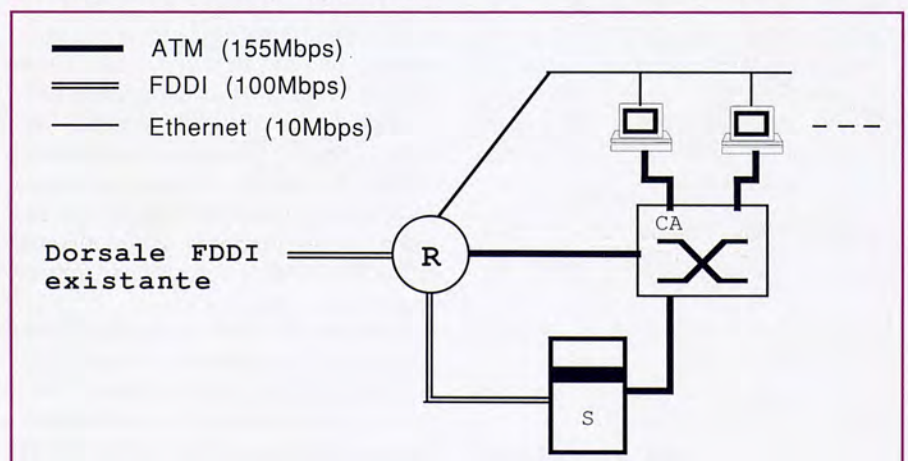 ATM (155Mbps)
FDDI (100Mbps)
Ethernet (10Mbps)
CA
Dorsale FDDI
existante
R
S